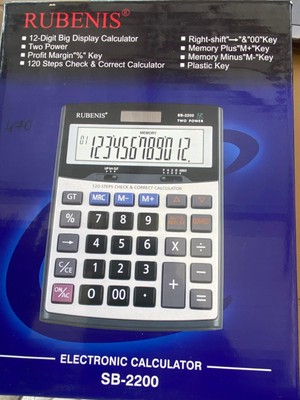 RUBENIS®
12-Digit Big Display Calculator
Two Power
Profit Margin"%" Key
120 Steps Check & Correct Calculator
Right-shift"→"&"00"Key
Memory Plus"M+"Key
Memory Minus"M-"Key
Plastic Key
470
RUBENIS®
SB-2200
TWO POWER
MEMORY
123456789012.
120 STEPS CHECK & CORRECT CALCULATOR
GT MRC M- M+
% 7 8 9
→ 4 5 6 X ÷
C/CE 1 2 3 + -
ON/AC 0 00 · =
ELECTRONIC CALCULATOR
SB-2200